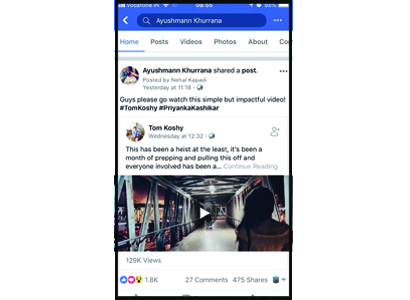 Vodafone IN 08:55
Ayushmann Khurrana
Home Posts Videos Photos About Co
Ayushmann Khurrana shared a post.
Posted by Nehal Kapadi
Yesterday at 11:18
Guys please go watch this simple but impactful video!
#TomKoshy #PriyankaKashikar
Tom Koshy
Wednesday at 12:32
This has been a heist at the least, it's been a
month of prepping and pulling this off and
everyone involved has been a... Continue Reading
129K Views
1.8K 27 Comments 475 Shares